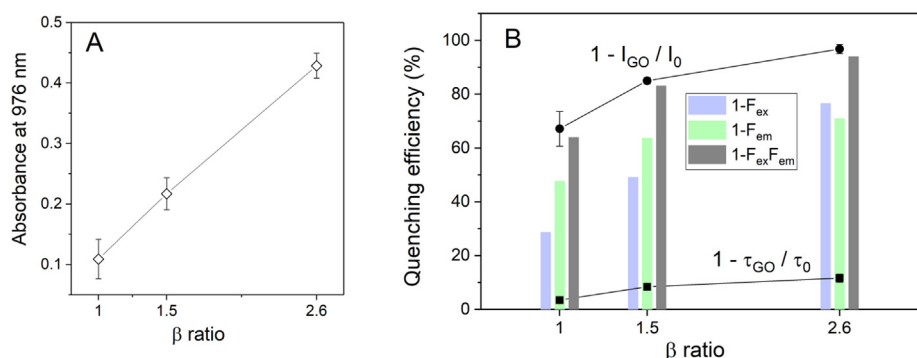 A
0.5
0.4
0.3
0.2
0.1
Absorbance at 976 nm
1
1.5
2.6
β ratio
B
100
80
60
40
20
0
Quenching efficiency (%)
1 - I_GO / I_0
1-F_ex
1-F_em
1-F_exF_em
1 - τ_GO / τ_0
1
1.5
2.6
β ratio